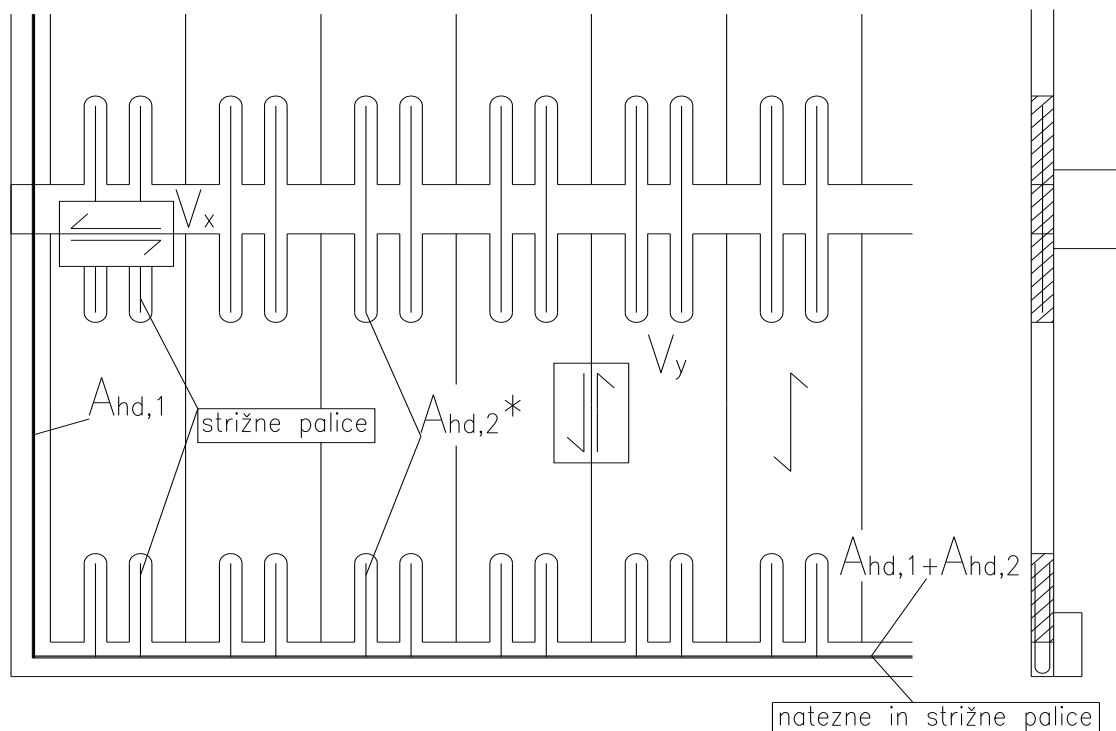 Vx
Ahd,1
strižne palice
Ahd,2*
Vy
Ahd,1+Ahd,2
natezne in strižne palice